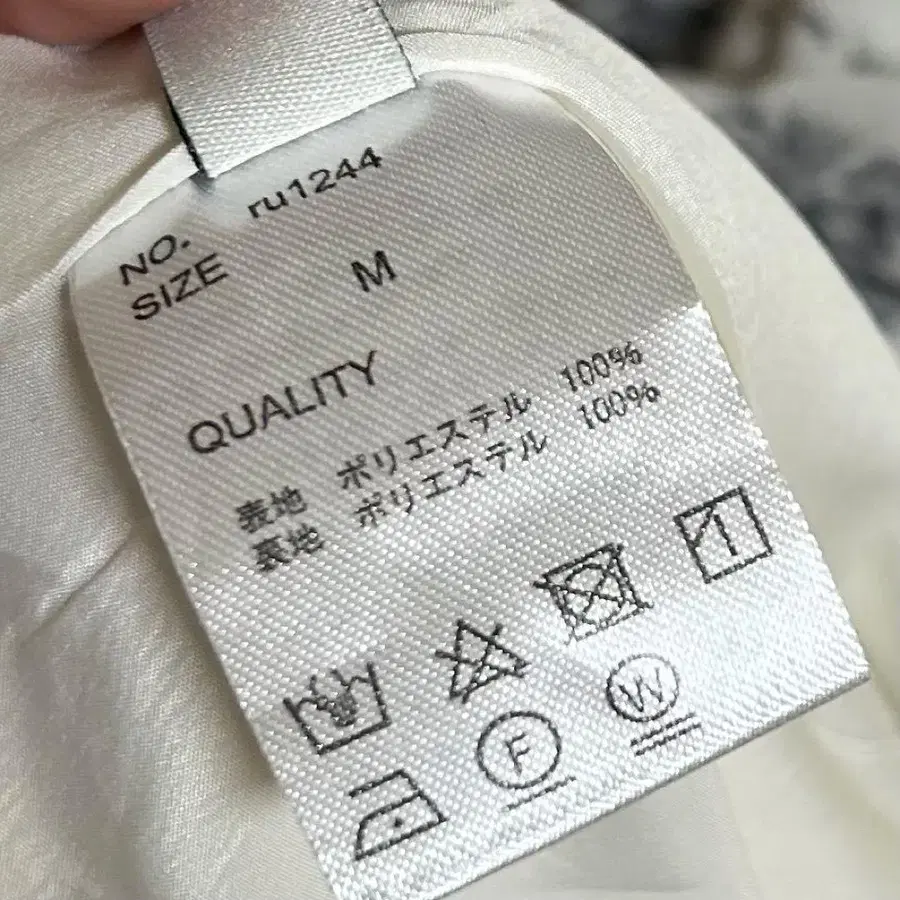 NO. ru1244
SIZE M
QUALITY
表地 ポリエステル 100%
裏地 ポリエステル 100%
F
W